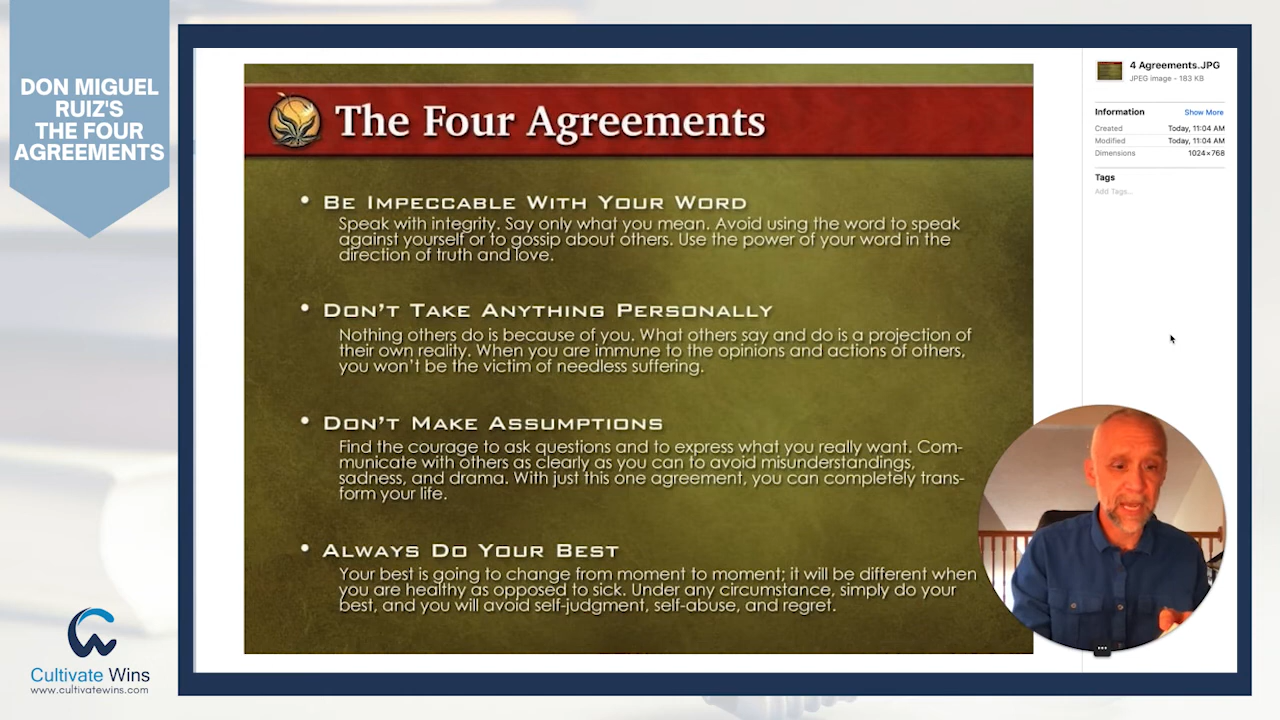 DON MIGUEL
RUIZ'S
THE FOUR
AGREEMENTS
The Four Agreements
• BE IMPECCABLE WITH YOUR WORD
Speak with integrity. Say only what you mean. Avoid using the word to speak
against yourself or to gossip about others. Use the power of your word in the
direction of truth and love.
• DON'T TAKE ANYTHING PERSONALLY
Nothing others do is because of you. What others say and do is a projection of
their own reality. When you are immune to the opinions and actions of others,
you won't be the victim of needless suffering.
• DON'T MAKE ASSUMPTIONS
Find the courage to ask questions and to express what you really want. Com-
municate with others as clearly as you can to avoid misunderstandings,
sadness, and drama. With just this one agreement, you can completely trans-
form your life.
• ALWAYS DO YOUR BEST
Your best is going to change from moment to moment; it will be different when
you are healthy as opposed to sick. Under any circumstance, simply do your
best, and you will avoid self-judgment, self-abuse, and regret.
4 Agreements.JPG
JPEG image - 183 KB
Information Show More
Created Today, 11:04 AM
Modified Today, 11:04 AM
Dimensions 1024×768
Tags
Add Tags...
Cultivate Wins
www.cultivatewins.com